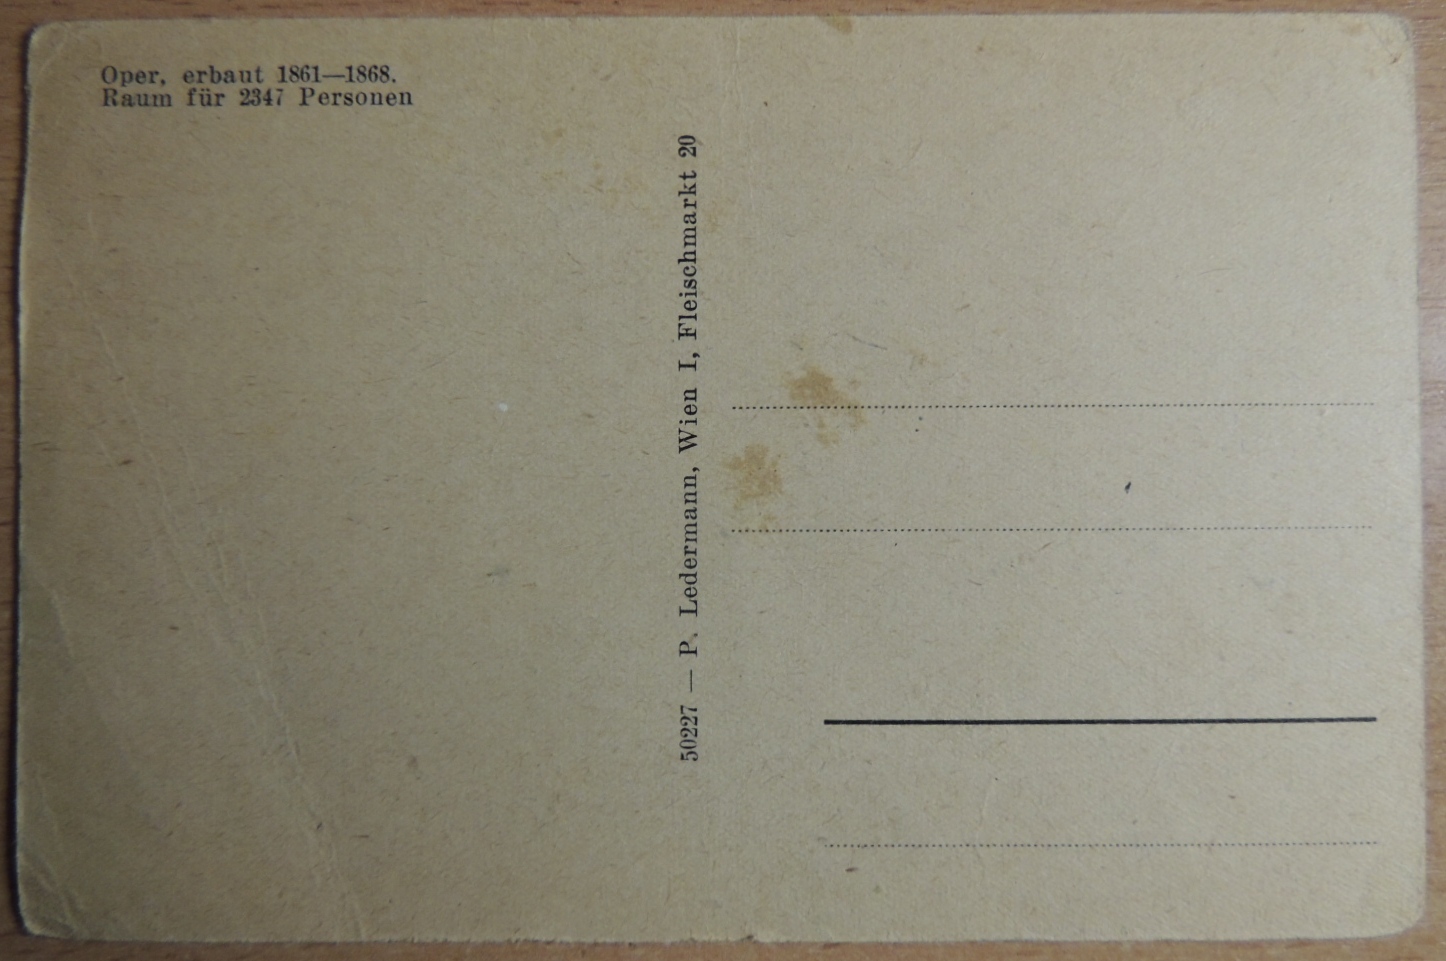 Oper, erbaut 1861—1868.
Raum für 2347 Personen
50227 — P. Ledermann, Wien I, Fleischmarkt 20